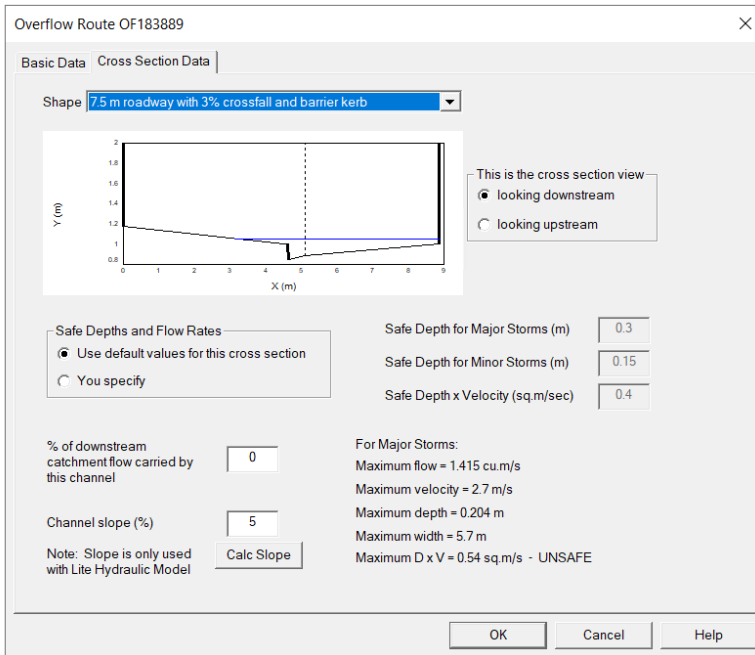 Overflow Route OF183889
Basic Data
Cross Section Data
Shape
7.5 m roadway with 3% crossfall and barrier kerb
2
1.8
1.6
1.4
1.2
1
0.8
Y (m)
0 1 2 3 4 5 6 7 8 9
X (m)
This is the cross section view
looking downstream
looking upstream
Safe Depths and Flow Rates
Use default values for this cross section
You specify
Safe Depth for Major Storms (m)
0.3
Safe Depth for Minor Storms (m)
0.15
Safe Depth x Velocity (sq.m/sec)
0.4
% of downstream
catchment flow carried by
this channel
0
Channel slope (%)
5
Note: Slope is only used
with Lite Hydraulic Model
Calc Slope
For Major Storms:
Maximum flow = 1.415 cu.m/s
Maximum velocity = 2.7 m/s
Maximum depth = 0.204 m
Maximum width = 5.7 m
Maximum D x V = 0.54 sq.m/s - UNSAFE
OK
Cancel
Help